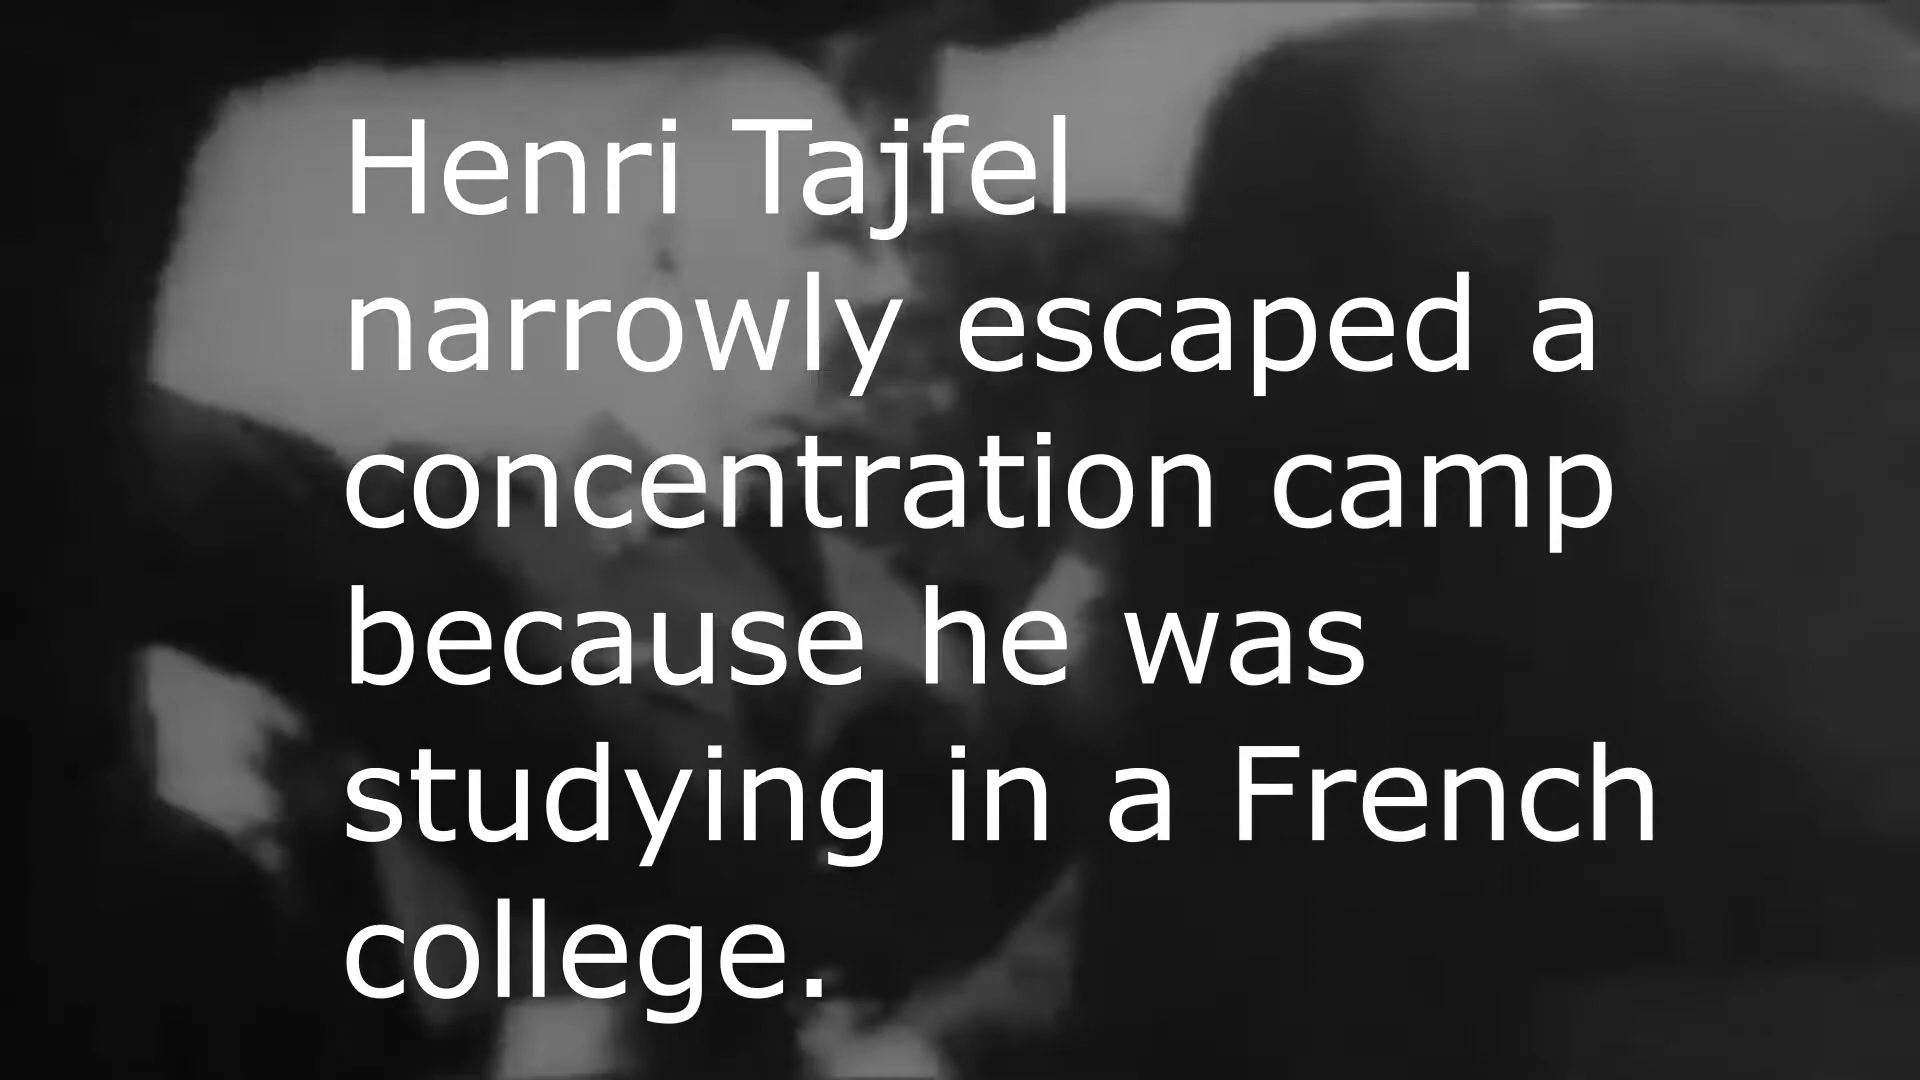 Henri Tajfel
narrowly escaped a
concentration camp
because he was
studying in a French
college.